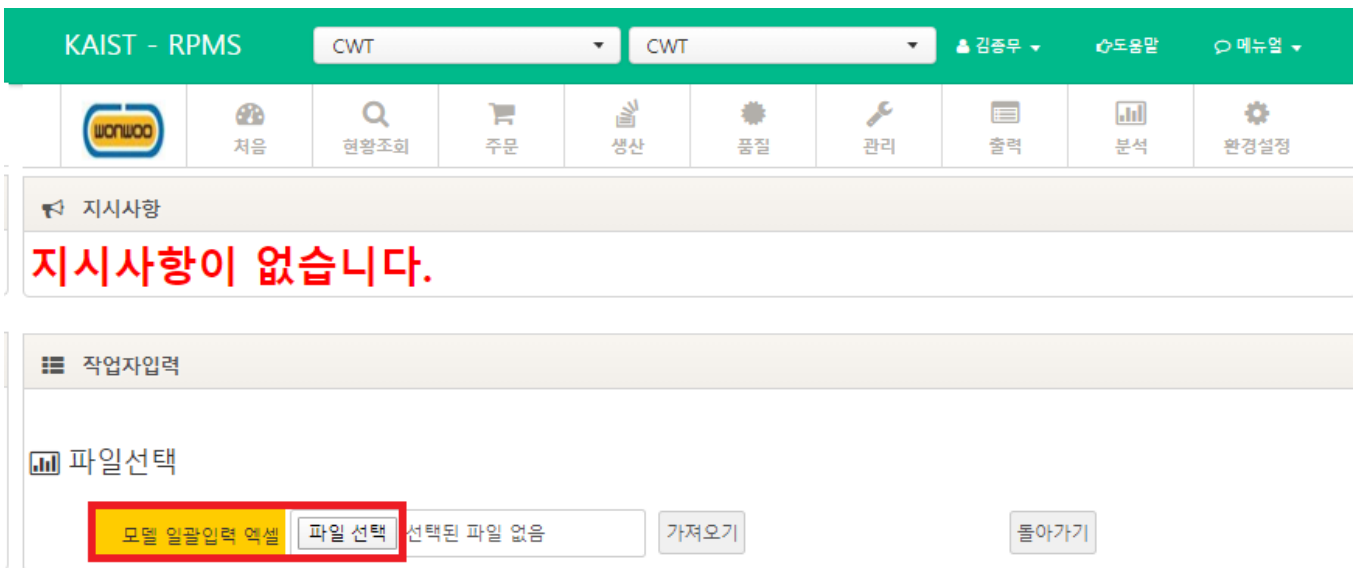 KAIST - RPMS CWT CWT 김종무 도움말 메뉴얼
wonwoo 처음 현황조회 주문 생산 품질 관리 출력 분석 환경설정
지시사항
지시사항이 없습니다.
작업자입력
파일선택
모델 일괄입력 엑셀 파일 선택 선택된 파일 없음 가져오기 돌아가기